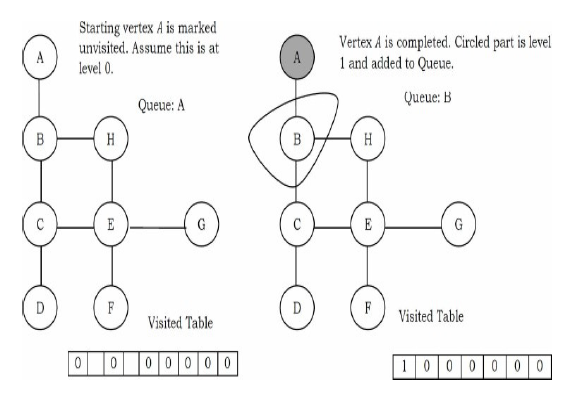 Starting vertex A is marked
unvisited. Assume this is at
level 0.
Queue: A
A
B
H
C
E
G
D
F
Visited Table
0 0 0 0 0 0 0
Vertex A is completed. Circled part is level
1 and added to Queue.
Queue: B
A
B
H
C
E
G
D
F
Visited Table
1 0 0 0 0 0 0